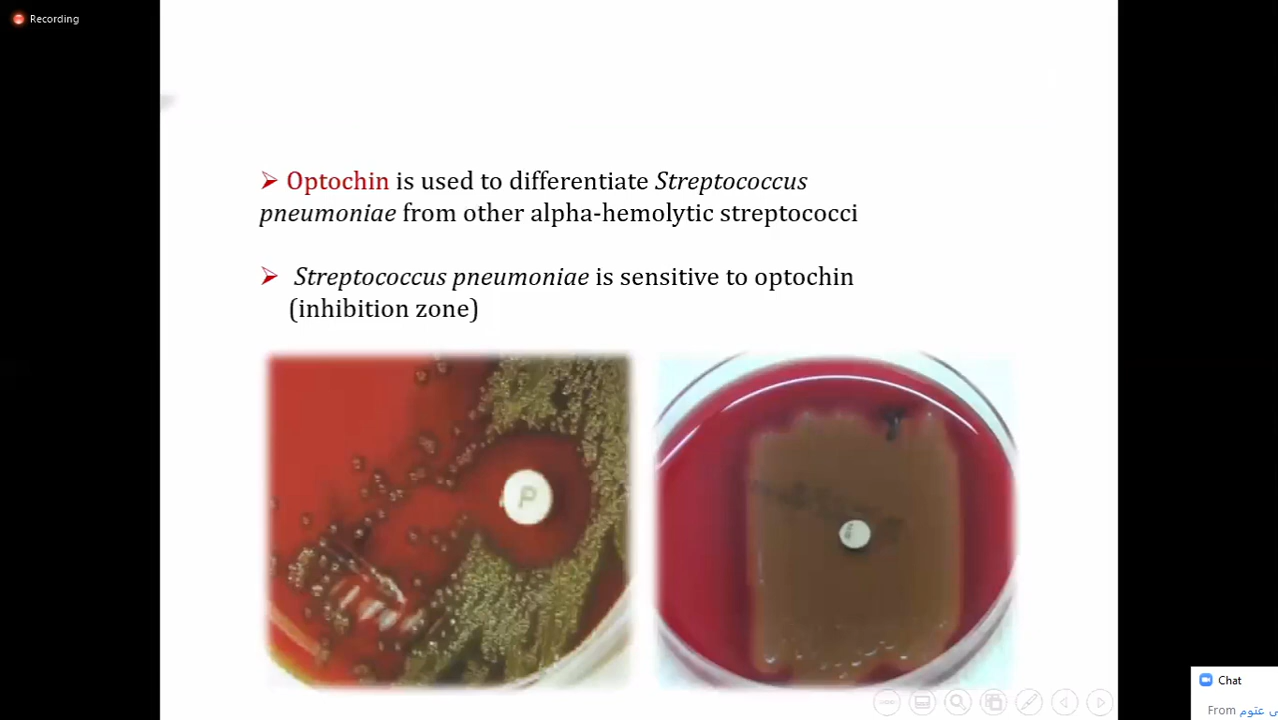 Recording
➢ Optochin is used to differentiate Streptococcus
pneumoniae from other alpha-hemolytic streptococci
➢ Streptococcus pneumoniae is sensitive to optochin
(inhibition zone)
P
Chat
From ى عتوم